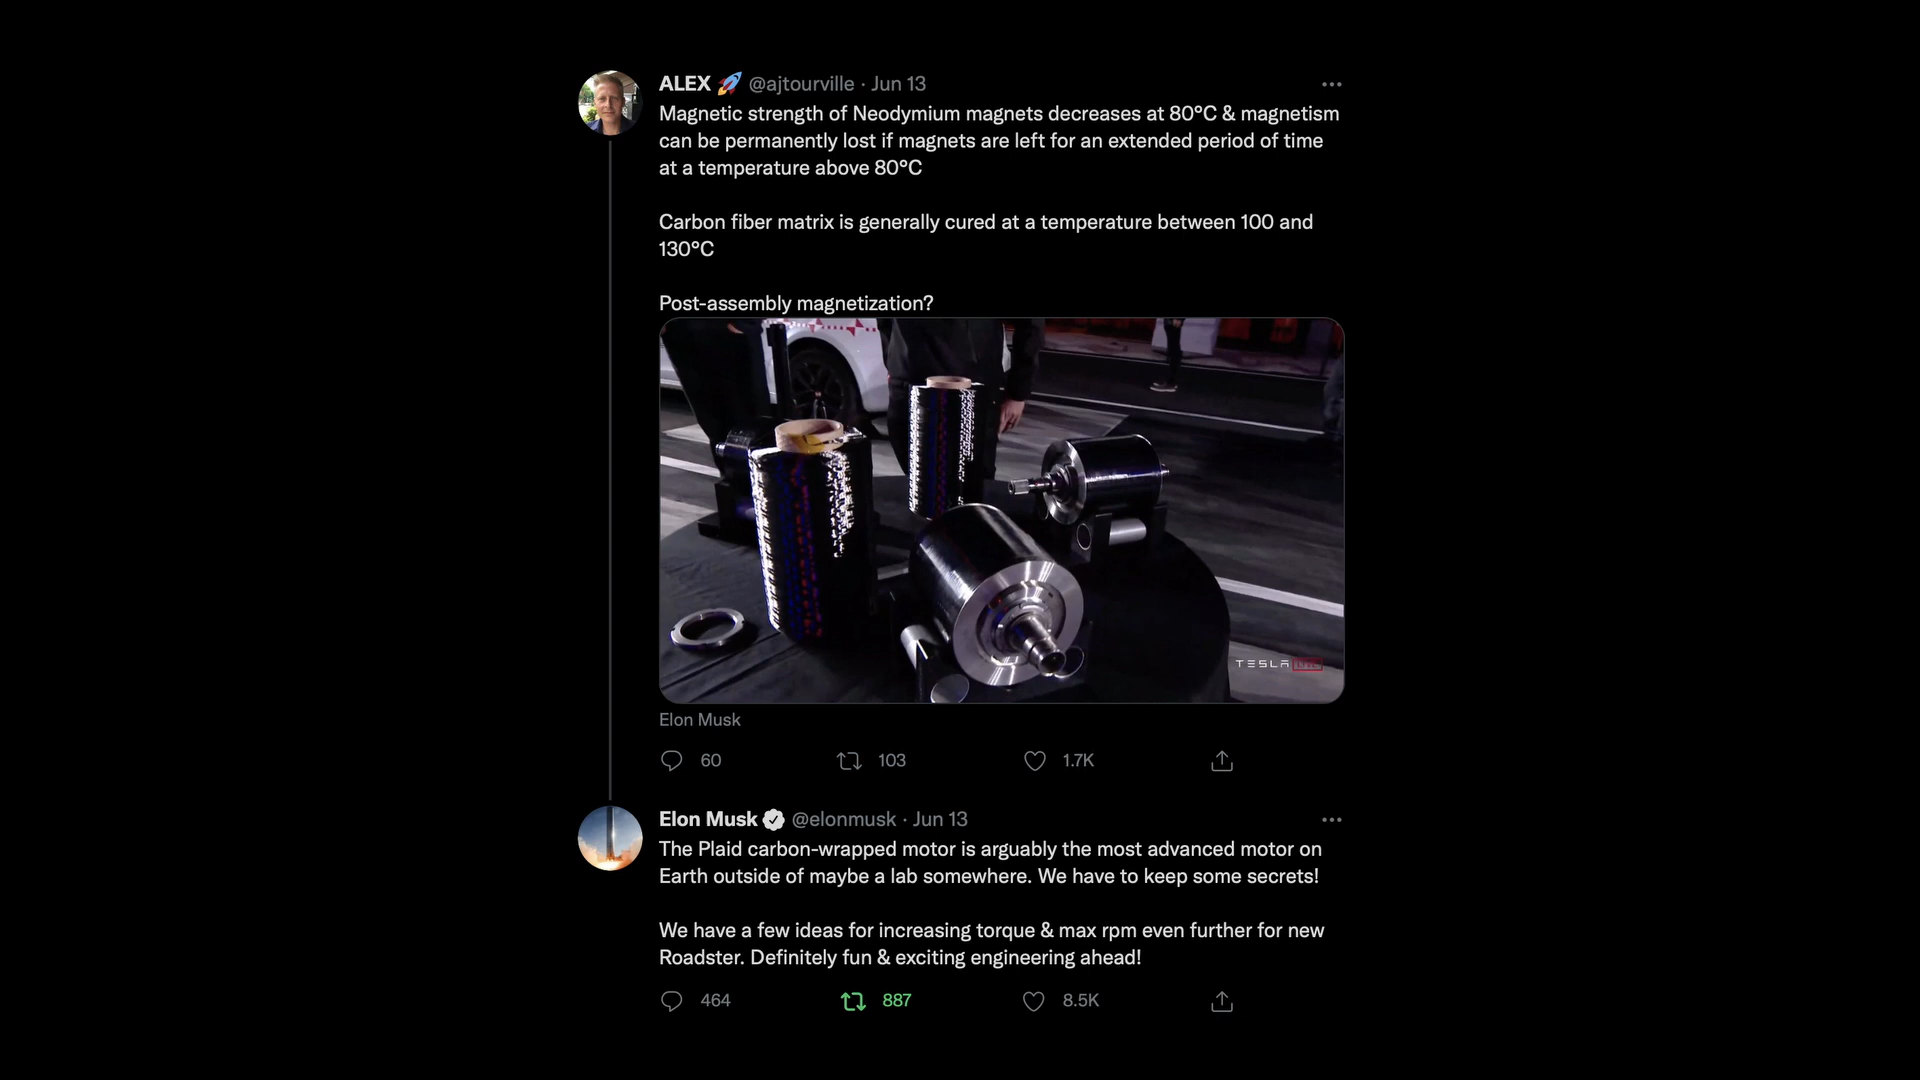 ALEX 🚀 @ajtourville · Jun 13
Magnetic strength of Neodymium magnets decreases at 80°C & magnetism
can be permanently lost if magnets are left for an extended period of time
at a temperature above 80°C
Carbon fiber matrix is generally cured at a temperature between 100 and
130°C
Post-assembly magnetization?
TESLA LIVE
Elon Musk
60 103 1.7K
Elon Musk @elonmusk · Jun 13
The Plaid carbon-wrapped motor is arguably the most advanced motor on
Earth outside of maybe a lab somewhere. We have to keep some secrets!
We have a few ideas for increasing torque & max rpm even further for new
Roadster. Definitely fun & exciting engineering ahead!
464 887 8.5K